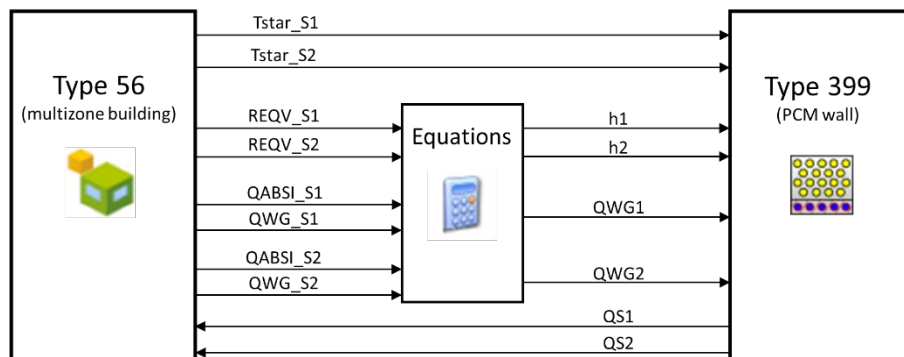 Type 56
(multizone building)
Tstar_S1
Tstar_S2
REQV_S1
REQV_S2
QABSI_S1
QWG_S1
QABSI_S2
QWG_S2
Equations
h1
h2
QWG1
QWG2
QS1
QS2
Type 399
(PCM wall)